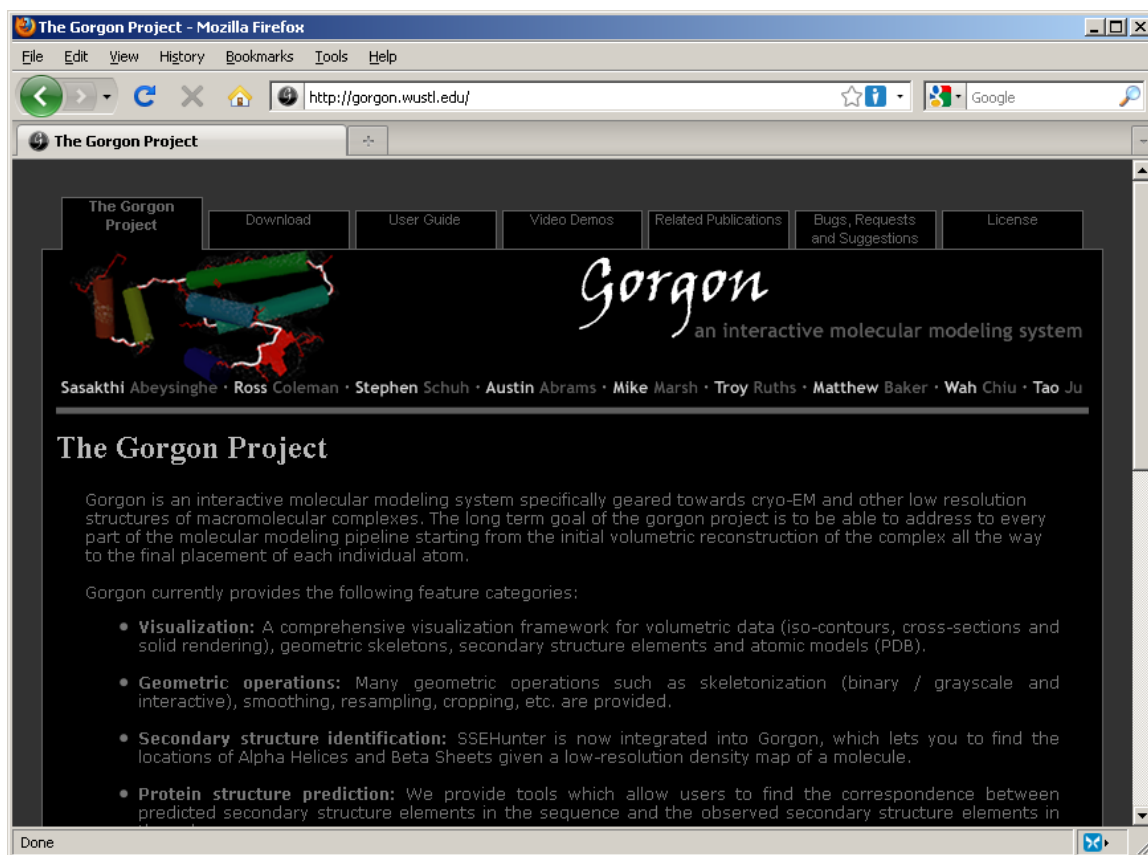 The Gorgon Project - Mozilla Firefox
File Edit View History Bookmarks Tools Help
http://gorgon.wustl.edu/
Google
The Gorgon Project
The Gorgon
Project
Download
User Guide
Video Demos
Related Publications
Bugs, Requests
and Suggestions
License
Gorgon
an interactive molecular modeling system
Sasakthi Abeysinghe · Ross Coleman · Stephen Schuh · Austin Abrams · Mike Marsh · Troy Ruths · Matthew Baker · Wah Chiu · Tao Ju
The Gorgon Project
Gorgon is an interactive molecular modeling system specifically geared towards cryo-EM and other low resolution
structures of macromolecular complexes. The long term goal of the gorgon project is to be able to address to every
part of the molecular modeling pipeline starting from the initial volumetric reconstruction of the complex all the way
to the final placement of each individual atom.
Gorgon currently provides the following feature categories:
• Visualization: A comprehensive visualization framework for volumetric data (iso-contours, cross-sections and
solid rendering), geometric skeletons, secondary structure elements and atomic models (PDB).
• Geometric operations: Many geometric operations such as skeletonization (binary / grayscale and
interactive), smoothing, resampling, cropping, etc. are provided.
• Secondary structure identification: SSEHunter is now integrated into Gorgon, which lets you to find the
locations of Alpha Helices and Beta Sheets given a low-resolution density map of a molecule.
• Protein structure prediction: We provide tools which allow users to find the correspondence between
predicted secondary structure elements in the sequence and the observed secondary structure elements in
Done